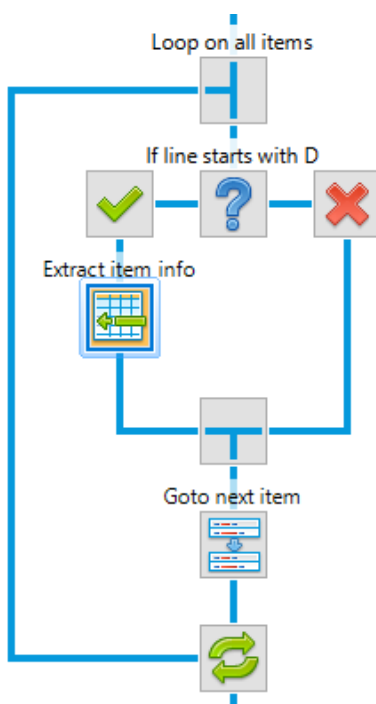 Loop on all items
If line starts with D
Extract item info
Goto next item